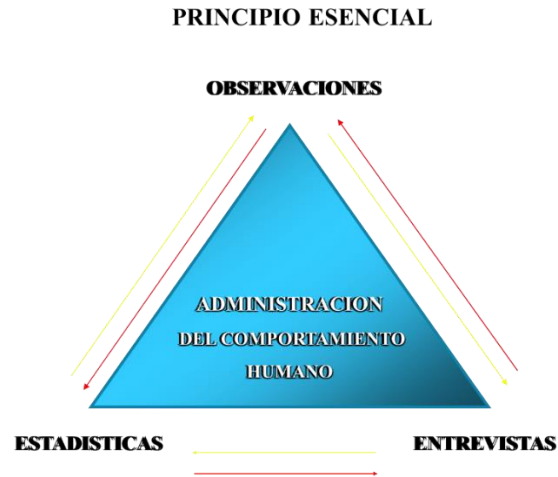 PRINCIPIO ESENCIAL
OBSERVACIONES
ADMINISTRACION
DEL COMPORTAMIENTO
HUMANO
ESTADISTICAS
ENTREVISTAS